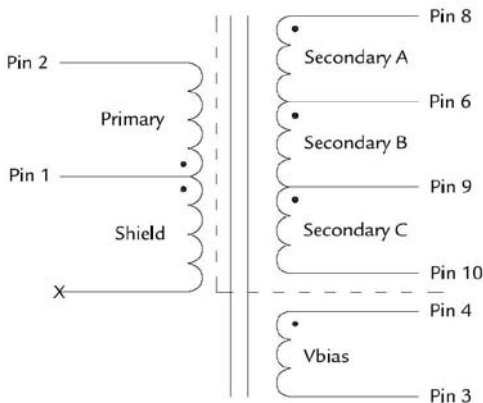 Pin 8
Pin 2
Secondary A
Pin 6
Primary
Secondary B
Pin 1
Pin 9
Shield
Secondary C
X
Pin 10
Pin 4
Vbias
Pin 3